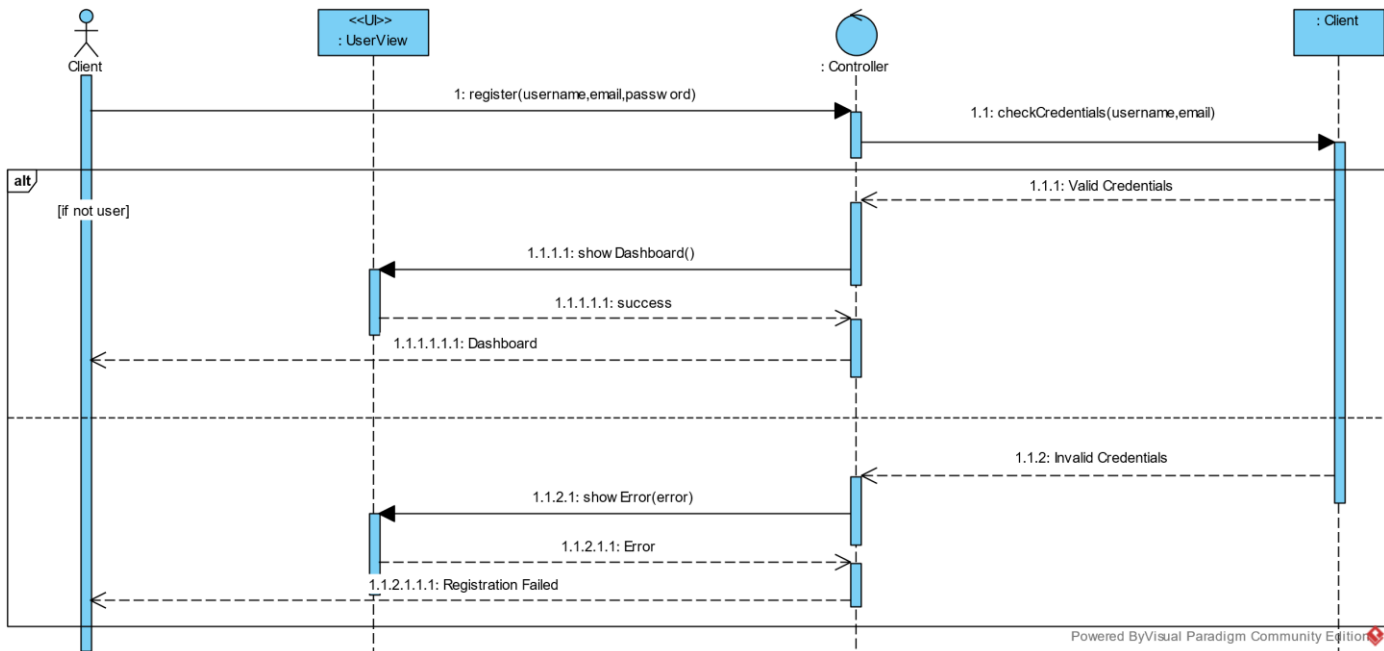 <<UI>>
: UserView
: Client
Client
: Controller
1: register(username,email,password)
1.1: checkCredentials(username,email)
alt
1.1.1: Valid Credentials
[if not user]
1.1.1.1: show Dashboard()
1.1.1.1.1: success
1.1.1.1.1.1: Dashboard
1.1.2: Invalid Credentials
1.1.2.1: show Error(error)
1.1.2.1.1: Error
1.1.2.1.1.1: Registration Failed
Powered ByVisual Paradigm Community Edition